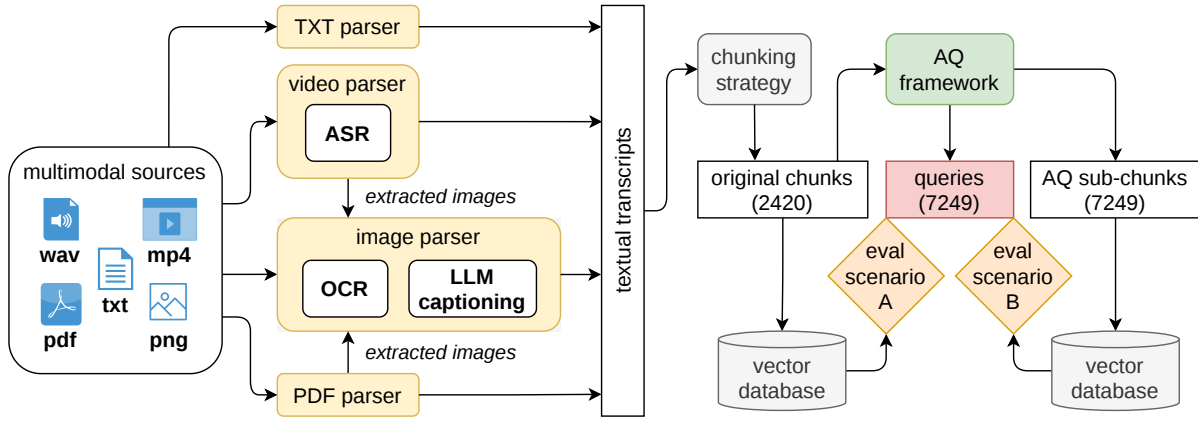 multimodal sources
wav
mp4
txt
pdf
png
TXT parser
video parser
ASR
extracted images
image parser
OCR
LLM
captioning
extracted images
PDF parser
textual transcripts
chunking
strategy
original chunks
(2420)
AQ
framework
queries
(7249)
AQ sub-chunks
(7249)
eval
scenario
A
eval
scenario
B
vector
database
vector
database